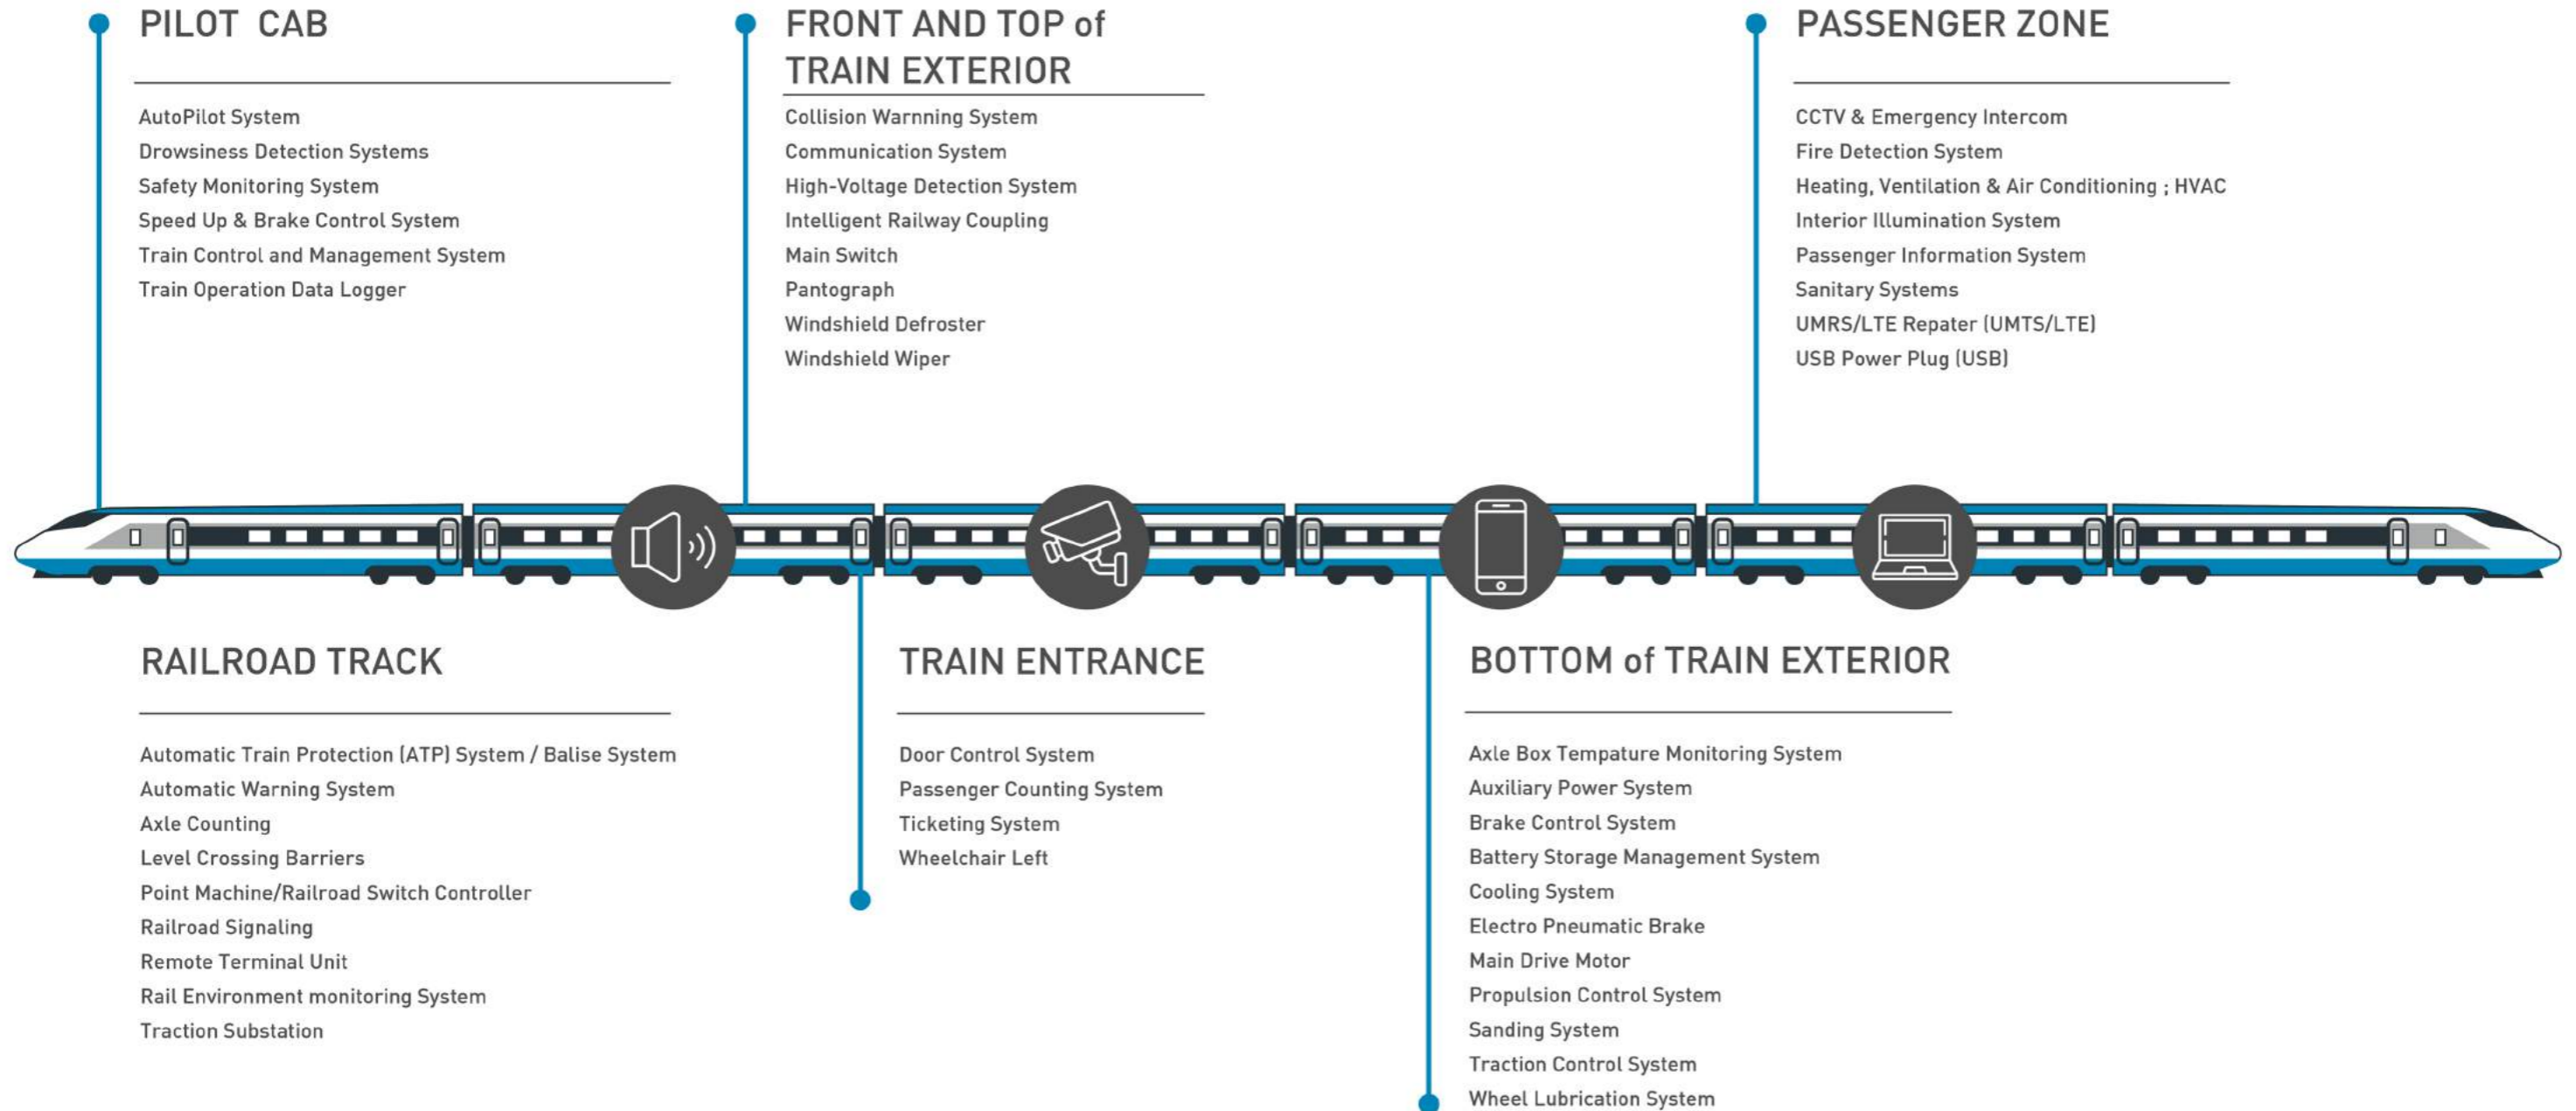 PILOT CAB
AutoPilot System
Drowsiness Detection Systems
Safety Monitoring System
Speed Up & Brake Control System
Train Control and Management System
Train Operation Data Logger
FRONT AND TOP of
TRAIN EXTERIOR
Collision Warnning System
Communication System
High-Voltage Detection System
Intelligent Railway Coupling
Main Switch
Pantograph
Windshield Defroster
Windshield Wiper
PASSENGER ZONE
CCTV & Emergency Intercom
Fire Detection System
Heating, Ventilation & Air Conditioning ; HVAC
Interior Illumination System
Passenger Information System
Sanitary Systems
UMRS/LTE Repater (UMTS/LTE)
USB Power Plug (USB)
RAILROAD TRACK
Automatic Train Protection (ATP) System / Balise System
Automatic Warning System
Axle Counting
Level Crossing Barriers
Point Machine/Railroad Switch Controller
Railroad Signaling
Remote Terminal Unit
Rail Environment monitoring System
Traction Substation
TRAIN ENTRANCE
Door Control System
Passenger Counting System
Ticketing System
Wheelchair Left
BOTTOM of TRAIN EXTERIOR
Axle Box Tempature Monitoring System
Auxiliary Power System
Brake Control System
Battery Storage Management System
Cooling System
Electro Pneumatic Brake
Main Drive Motor
Propulsion Control System
Sanding System
Traction Control System
Wheel Lubrication System